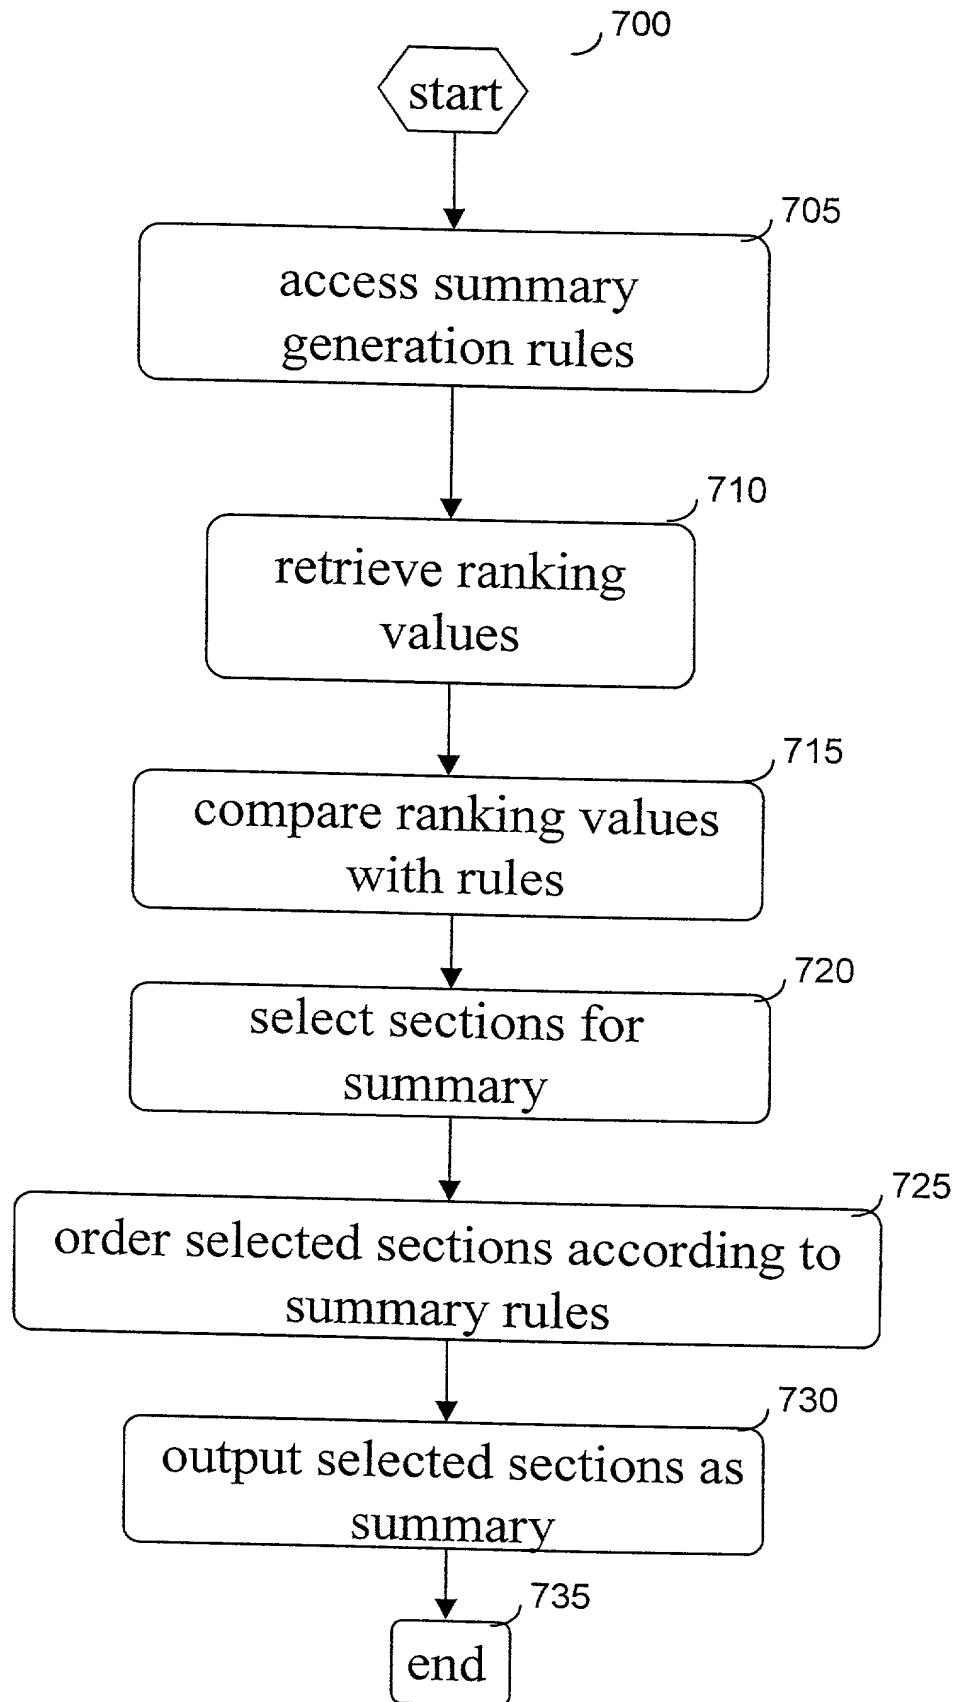 700
start
705
access summary
generation rules
710
retrieve ranking
values
715
compare ranking values
with rules
720
select sections for
summary
725
order selected sections according to
summary rules
730
output selected sections as
summary
735
end